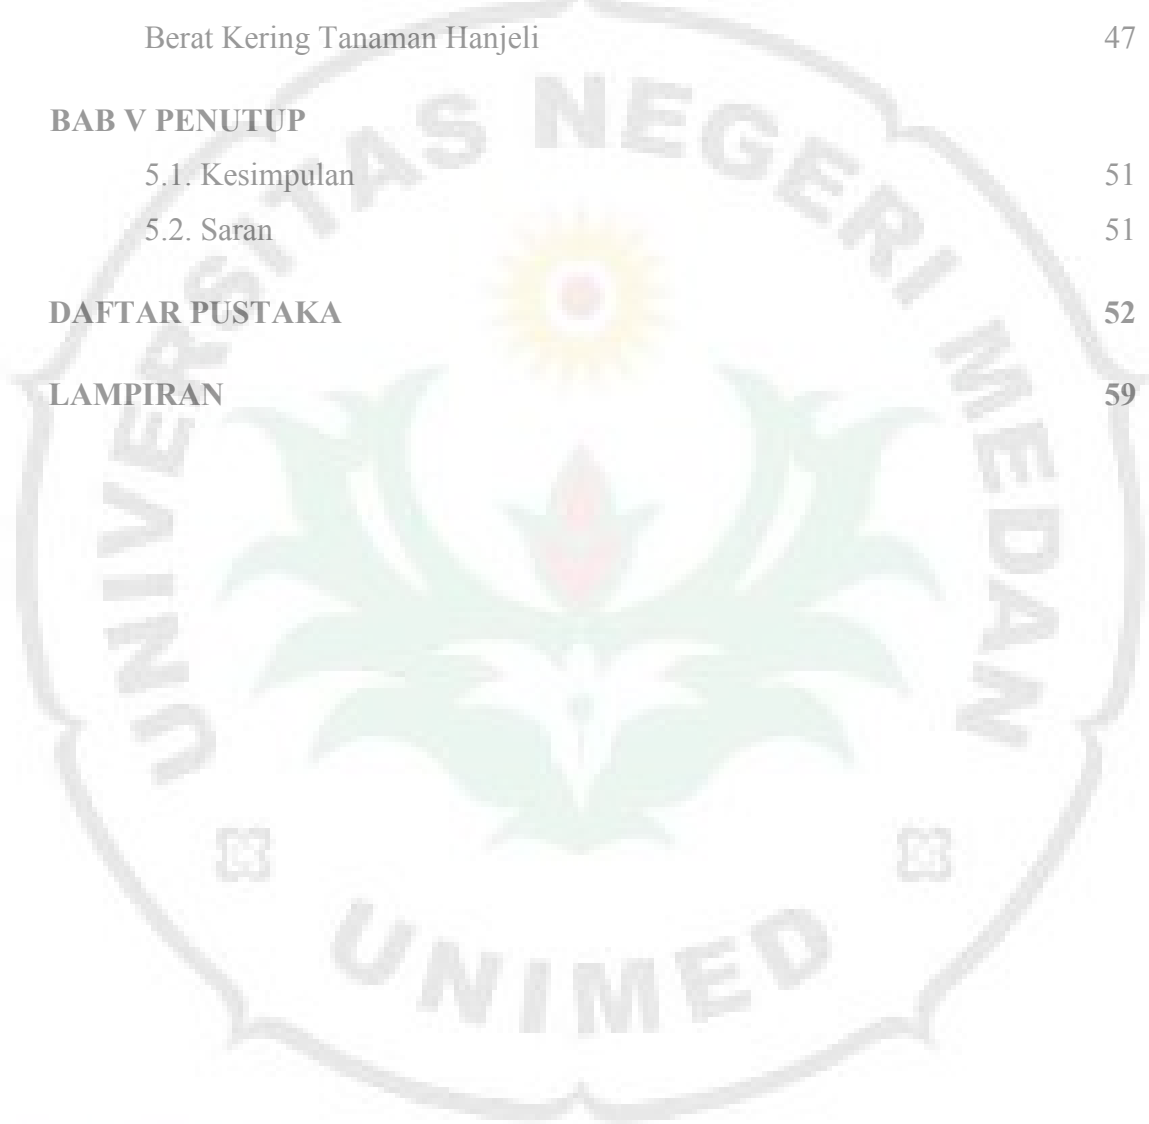 Berat Kering Tanaman Hanjeli 47
BAB V PENUTUP
5.1. Kesimpulan 51
5.2. Saran 51
DAFTAR PUSTAKA 52
LAMPIRAN 59
UNIVERSITAS NEGERI MEDAN
UNIMED